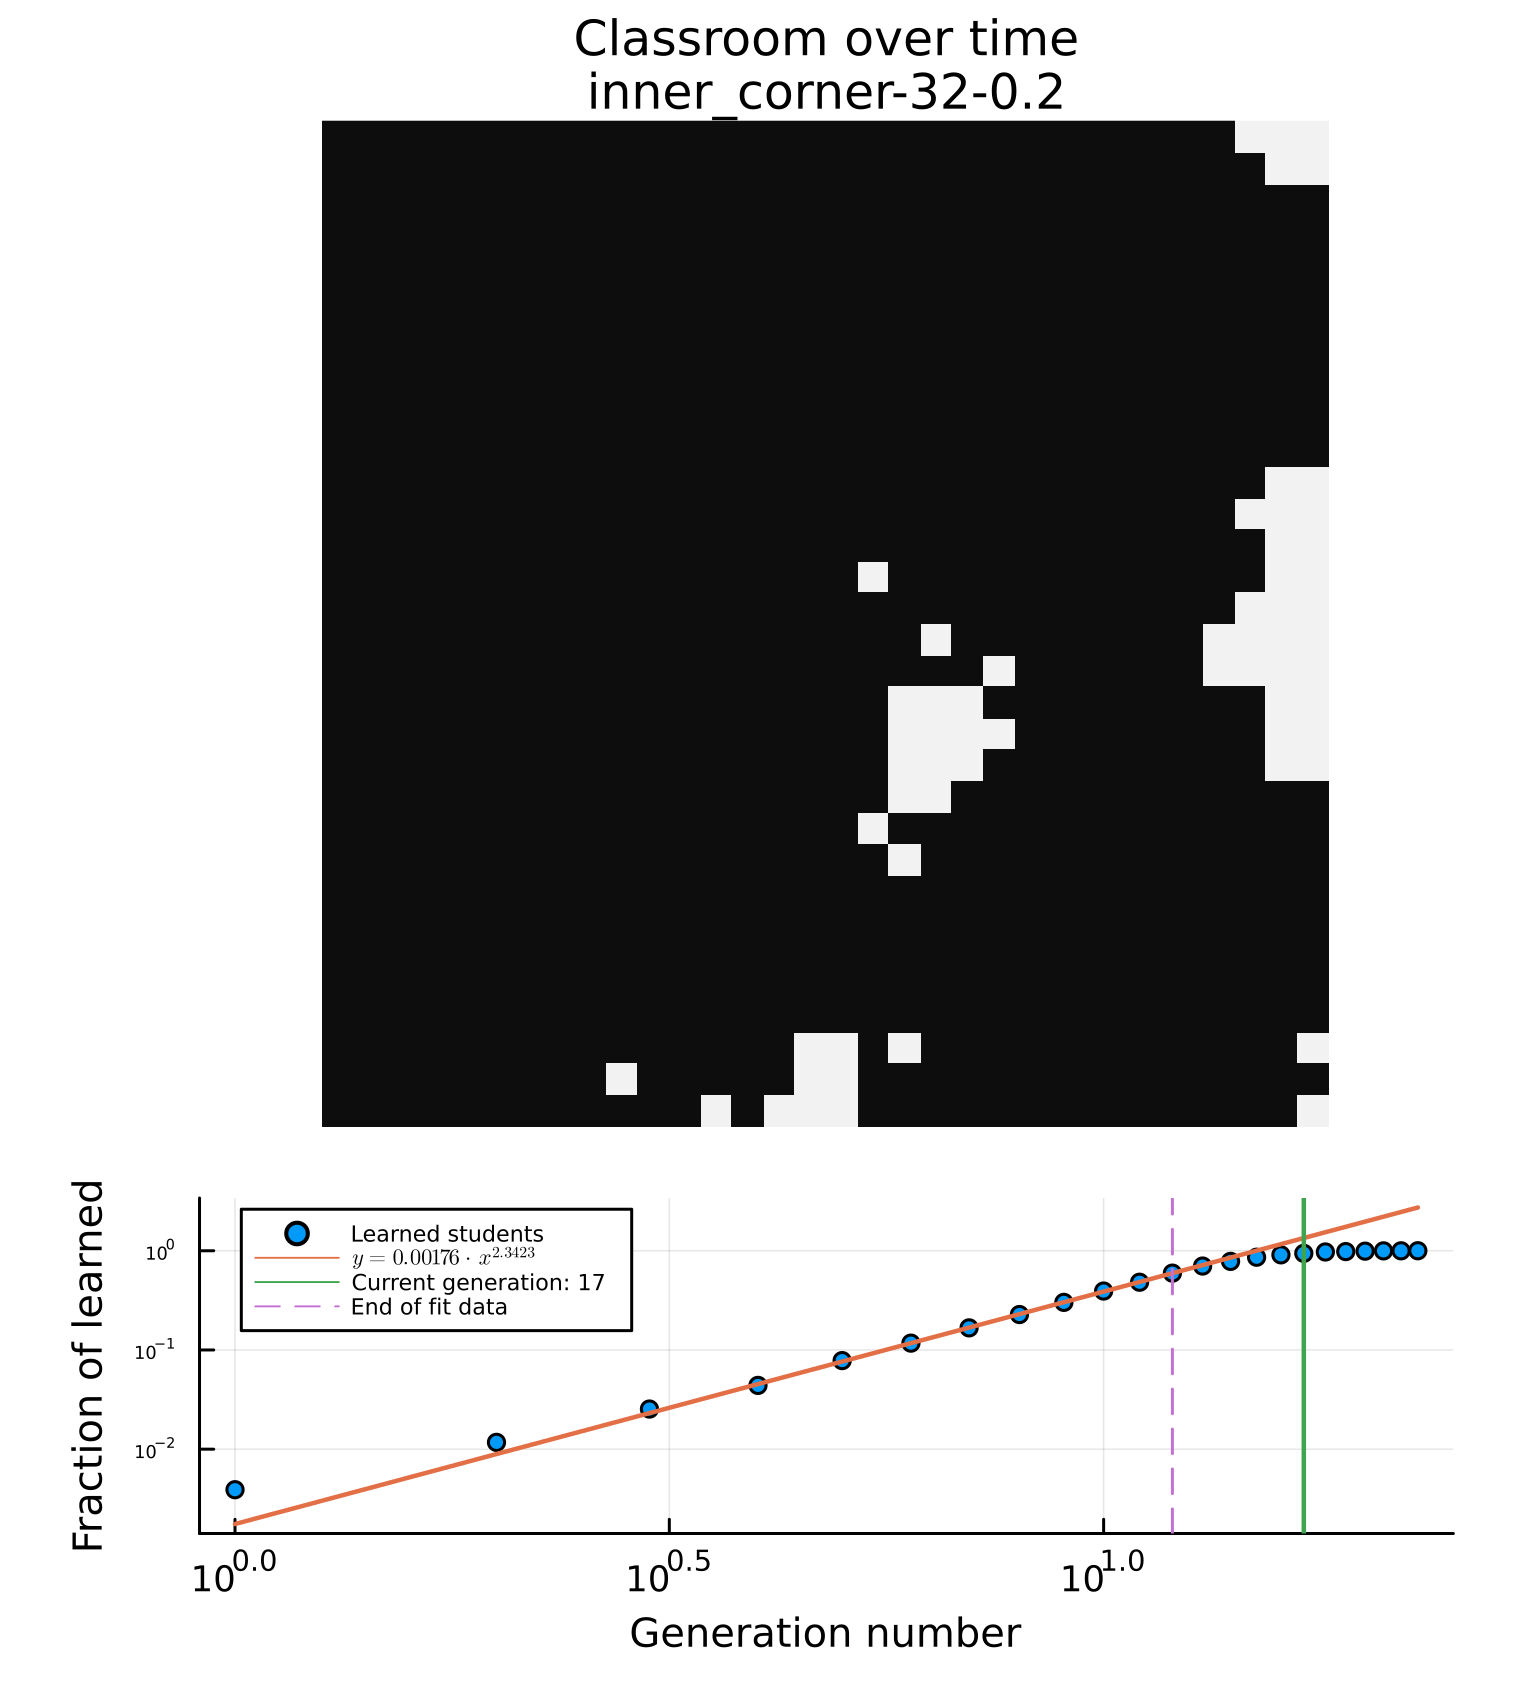 Classroom over time
inner_corner-32-0.2
Fraction of learned
10^0
10^-1
10^-2
Learned students
y = 0.00176 · x^2.3423
Current generation: 17
End of fit data
10^0.0
10^0.5
10^1.0
Generation number